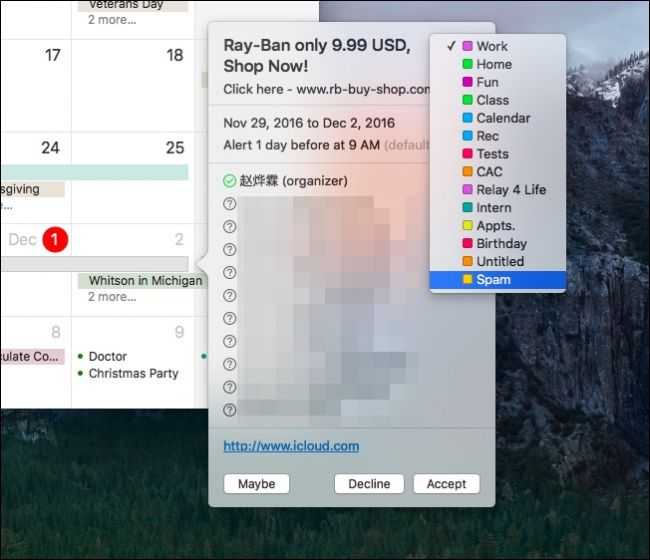 Veterans Day
2 more...
17
18
24
25
sgiving
e...
Dec 1
2
Whitson in Michigan
2 more...
8
9
culate Co...
Doctor
Christmas Party
Ray-Ban only 9.99 USD,
Shop Now!
Click here - www.rb-buy-shop.com
Nov 29, 2016 to Dec 2, 2016
Alert 1 day before at 9 AM (default)
赵烨霖 (organizer)
http://www.icloud.com
Maybe
Decline
Accept
Work
Home
Fun
Class
Calendar
Rec
Tests
CAC
Relay 4 Life
Intern
Appts.
Birthday
Untitled
Spam